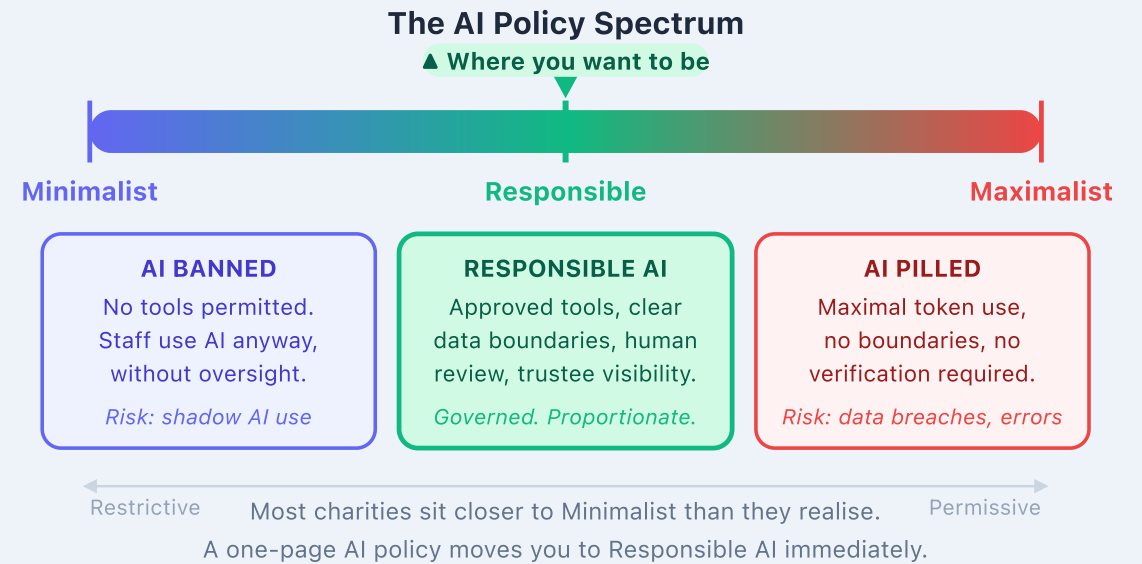 The AI Policy Spectrum
▲ Where you want to be
Minimalist
Responsible
Maximalist
AI BANNED
No tools permitted.
Staff use AI anyway,
without oversight.
Risk: shadow AI use
RESPONSIBLE AI
Approved tools, clear
data boundaries, human
review, trustee visibility.
Governed. Proportionate.
AI PILLED
Maximal token use,
no boundaries, no
verification required.
Risk: data breaches, errors
Restrictive
Permissive
Most charities sit closer to Minimalist than they realise.
A one-page AI policy moves you to Responsible AI immediately.